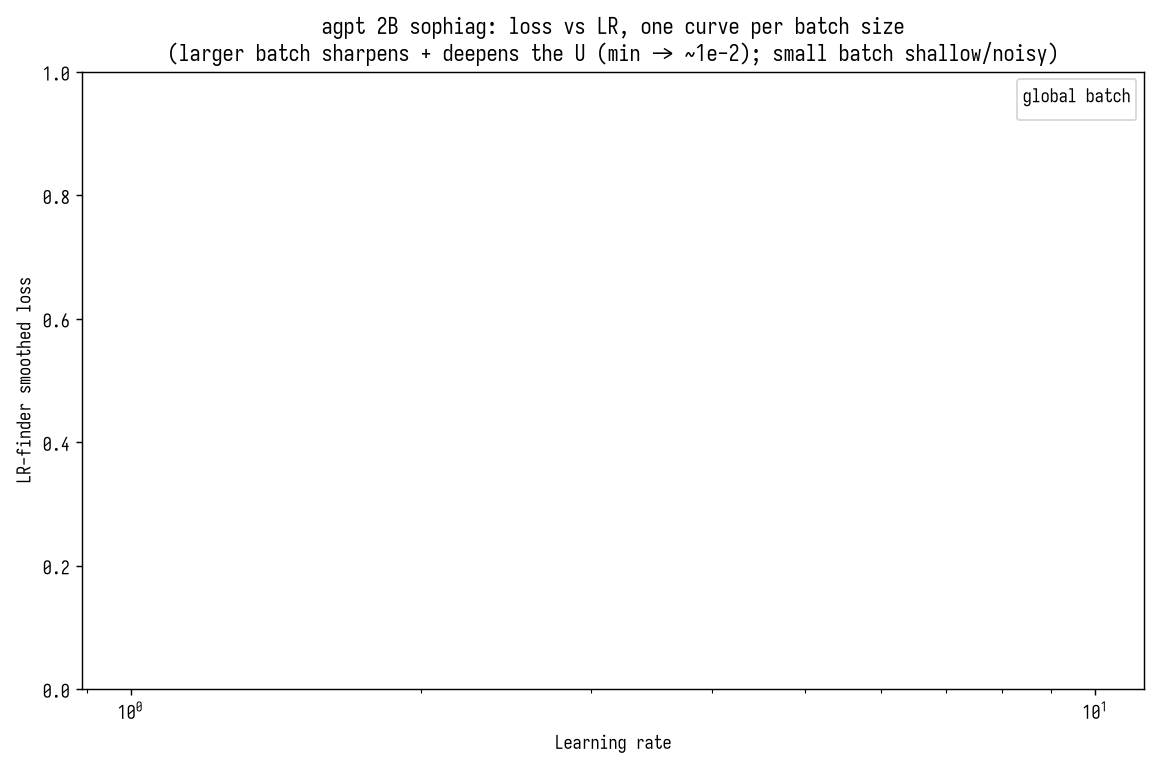 agpt 2B sophiag: loss vs LR, one curve per batch size
(larger batch sharpens + deepens the U (min → ~1e-2); small batch shallow/noisy)
global batch
1.0
0.8
0.6
0.4
0.2
0.0
LR-finder smoothed loss
10⁰
10¹
Learning rate